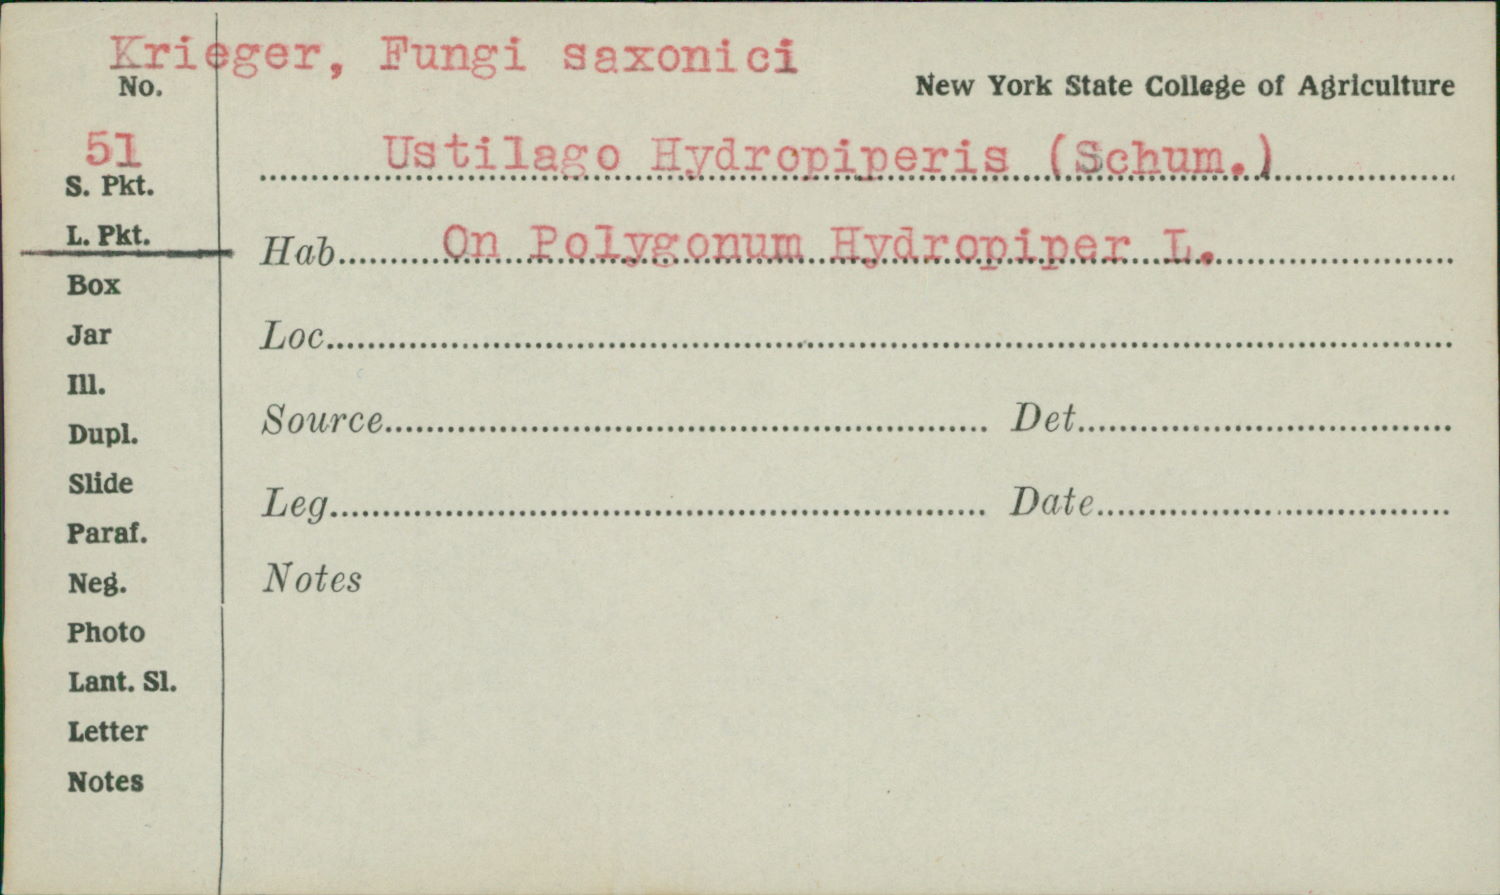 Krieger, Fungi saxonici
No.
New York State College of Agriculture
51
Ustilago Hydropiperis (Schum.)
S. Pkt.
L. Pkt.
Hab. On Polygonum Hydropiper L.
Box
Jar
Loc.
Ill.
Dupl.
Source Det.
Slide
Leg. Date
Paraf.
Neg.
Notes
Photo
Lant. Sl.
Letter
Notes